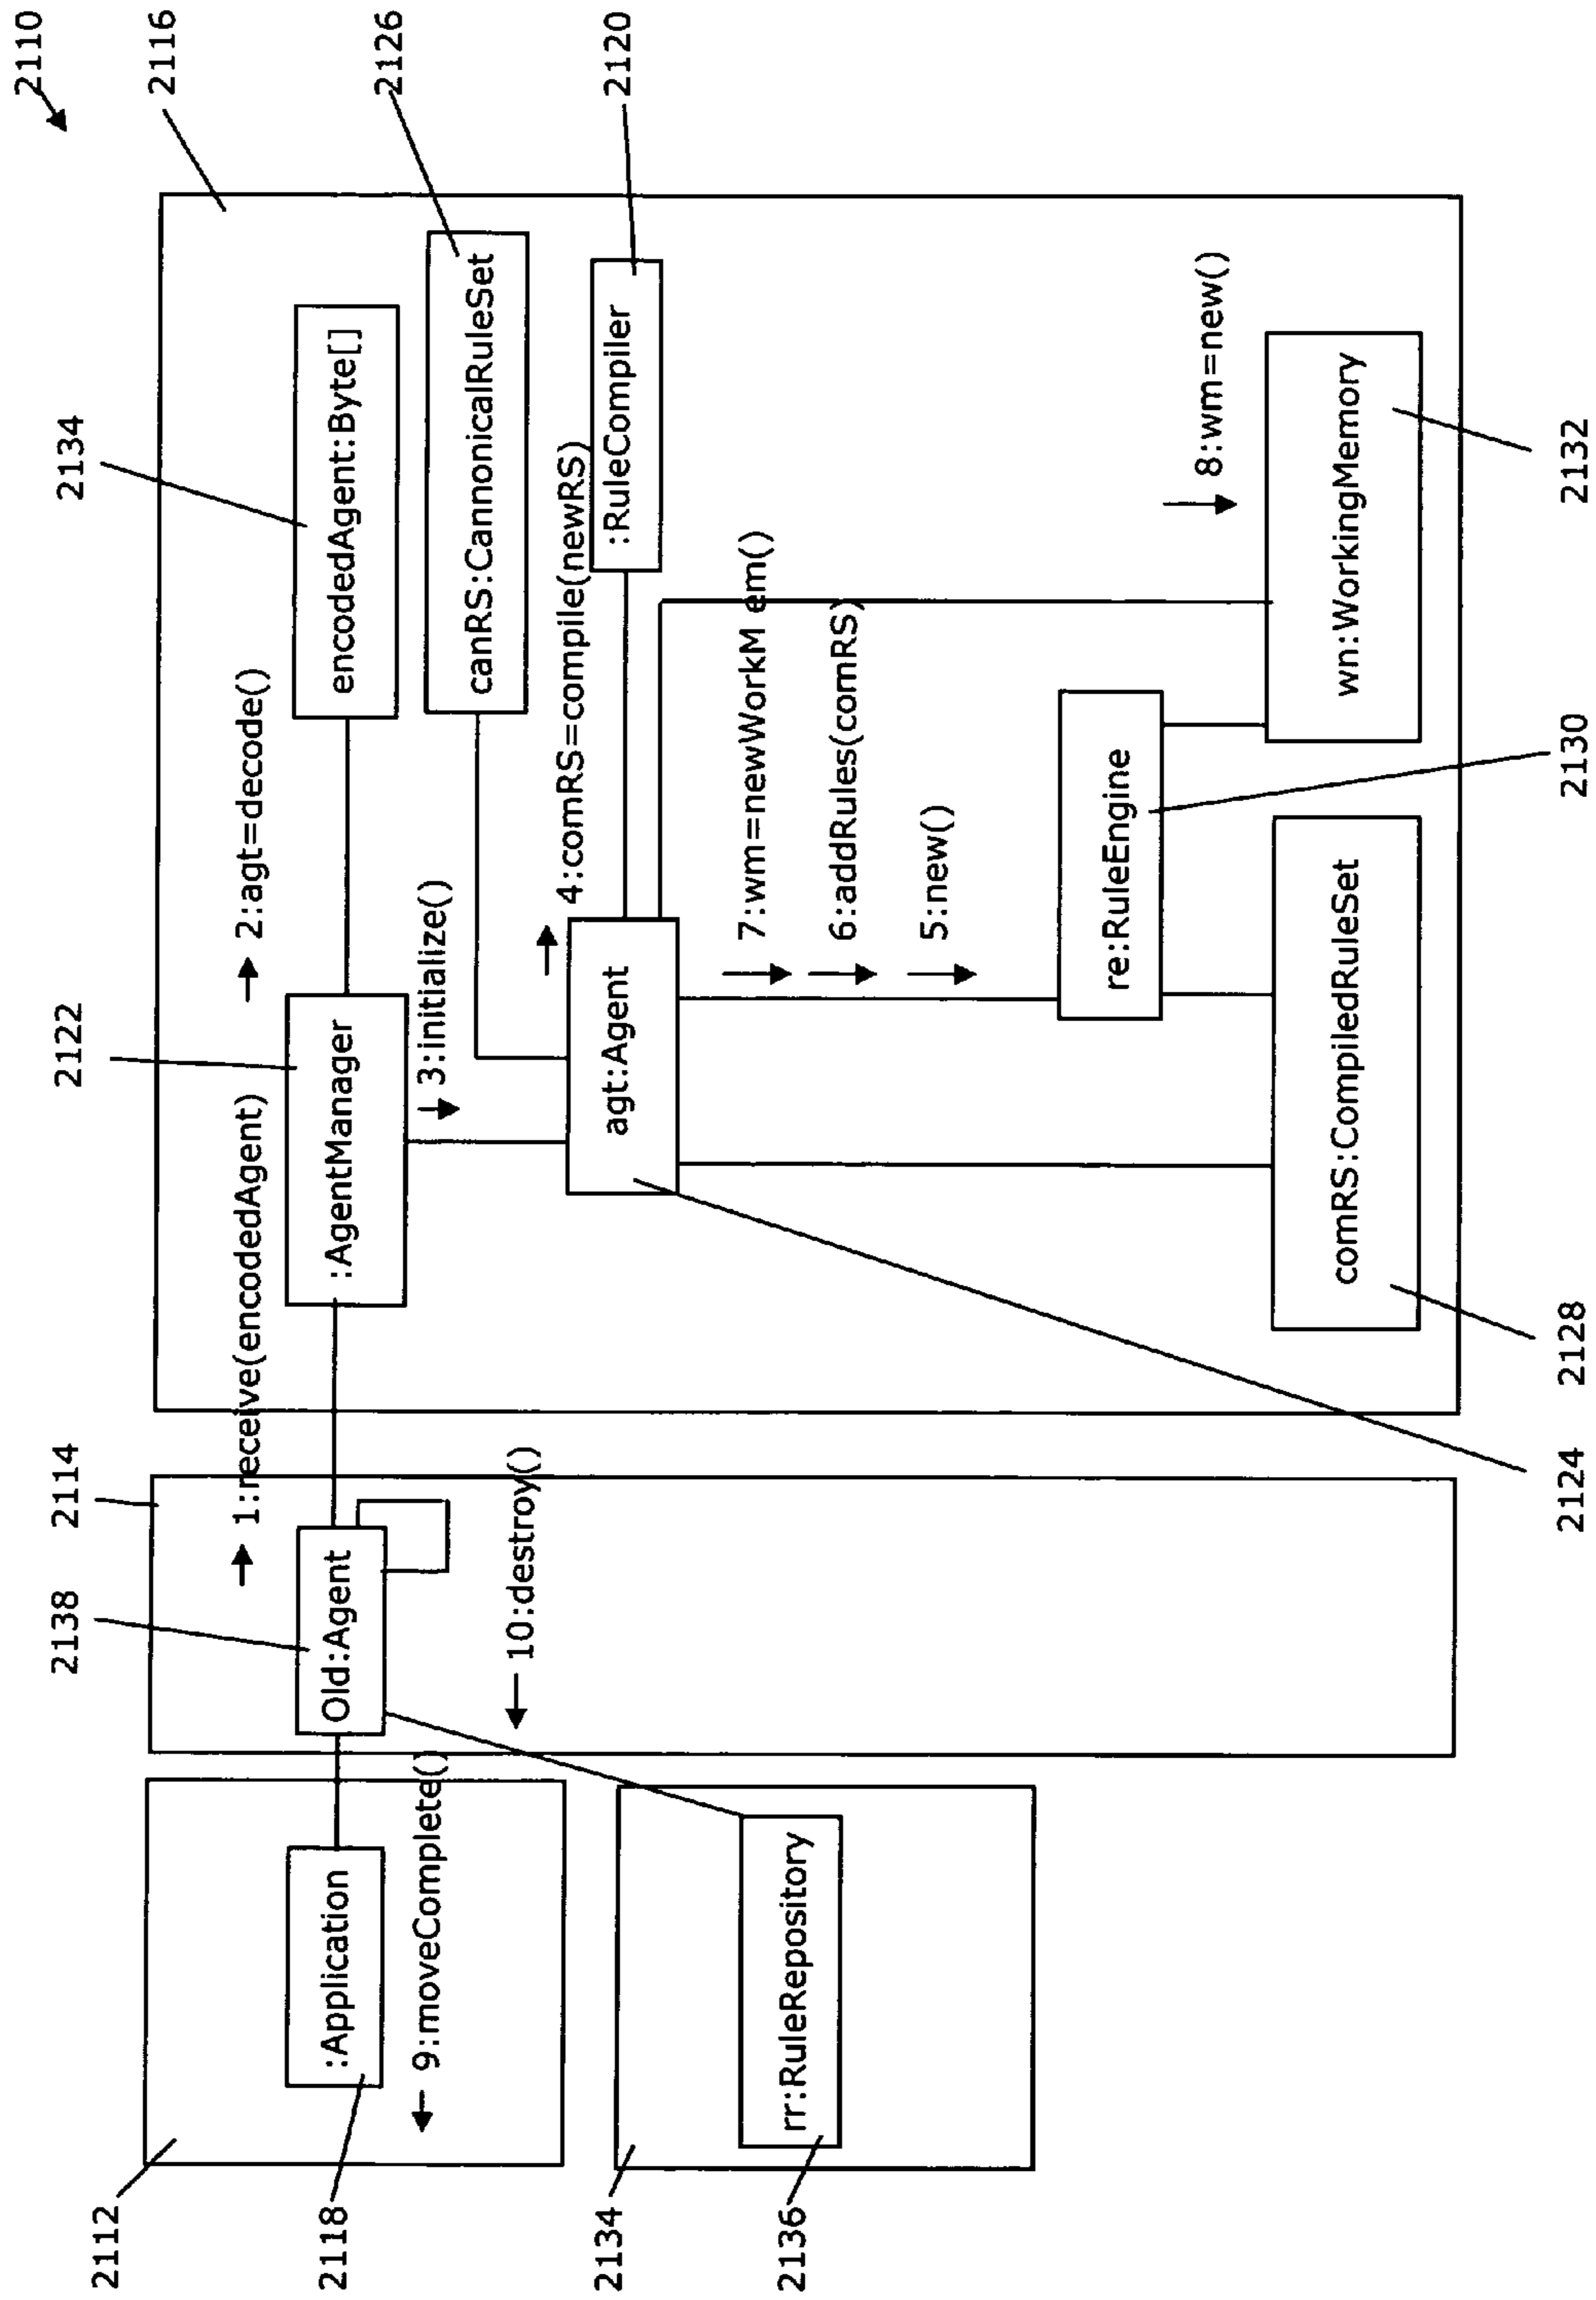 2110
2116
2126
2120
2134
2122
2114
2138
2112
2118
2134
2136
1:receive(encodedAgent)
2:agt=decode()
encodedAgent:Byte[]
:AgentManager
Old:Agent
:Application
3:initialize()
canRS:CannonicalRuleSet
9:moveComplete()
10:destroy()
4:comRS=compile(newRS)
:RuleCompiler
agt:Agent
7:wm=newWorkM em()
6:addRules(comRS)
5:new()
rr:RuleRepository
re:RuleEngine
8:wm=new()
comRS:CompiledRuleSet
wn:WorkingMemory
2124
2128
2130
2132